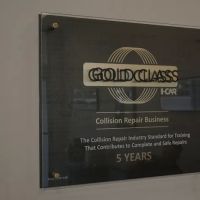 GOLD CLASS
I-CAR
Collision Repair Business
The Collision Repair Industry Standard for Training
That Contributes to Complete and Safe Repairs
5 YEARS